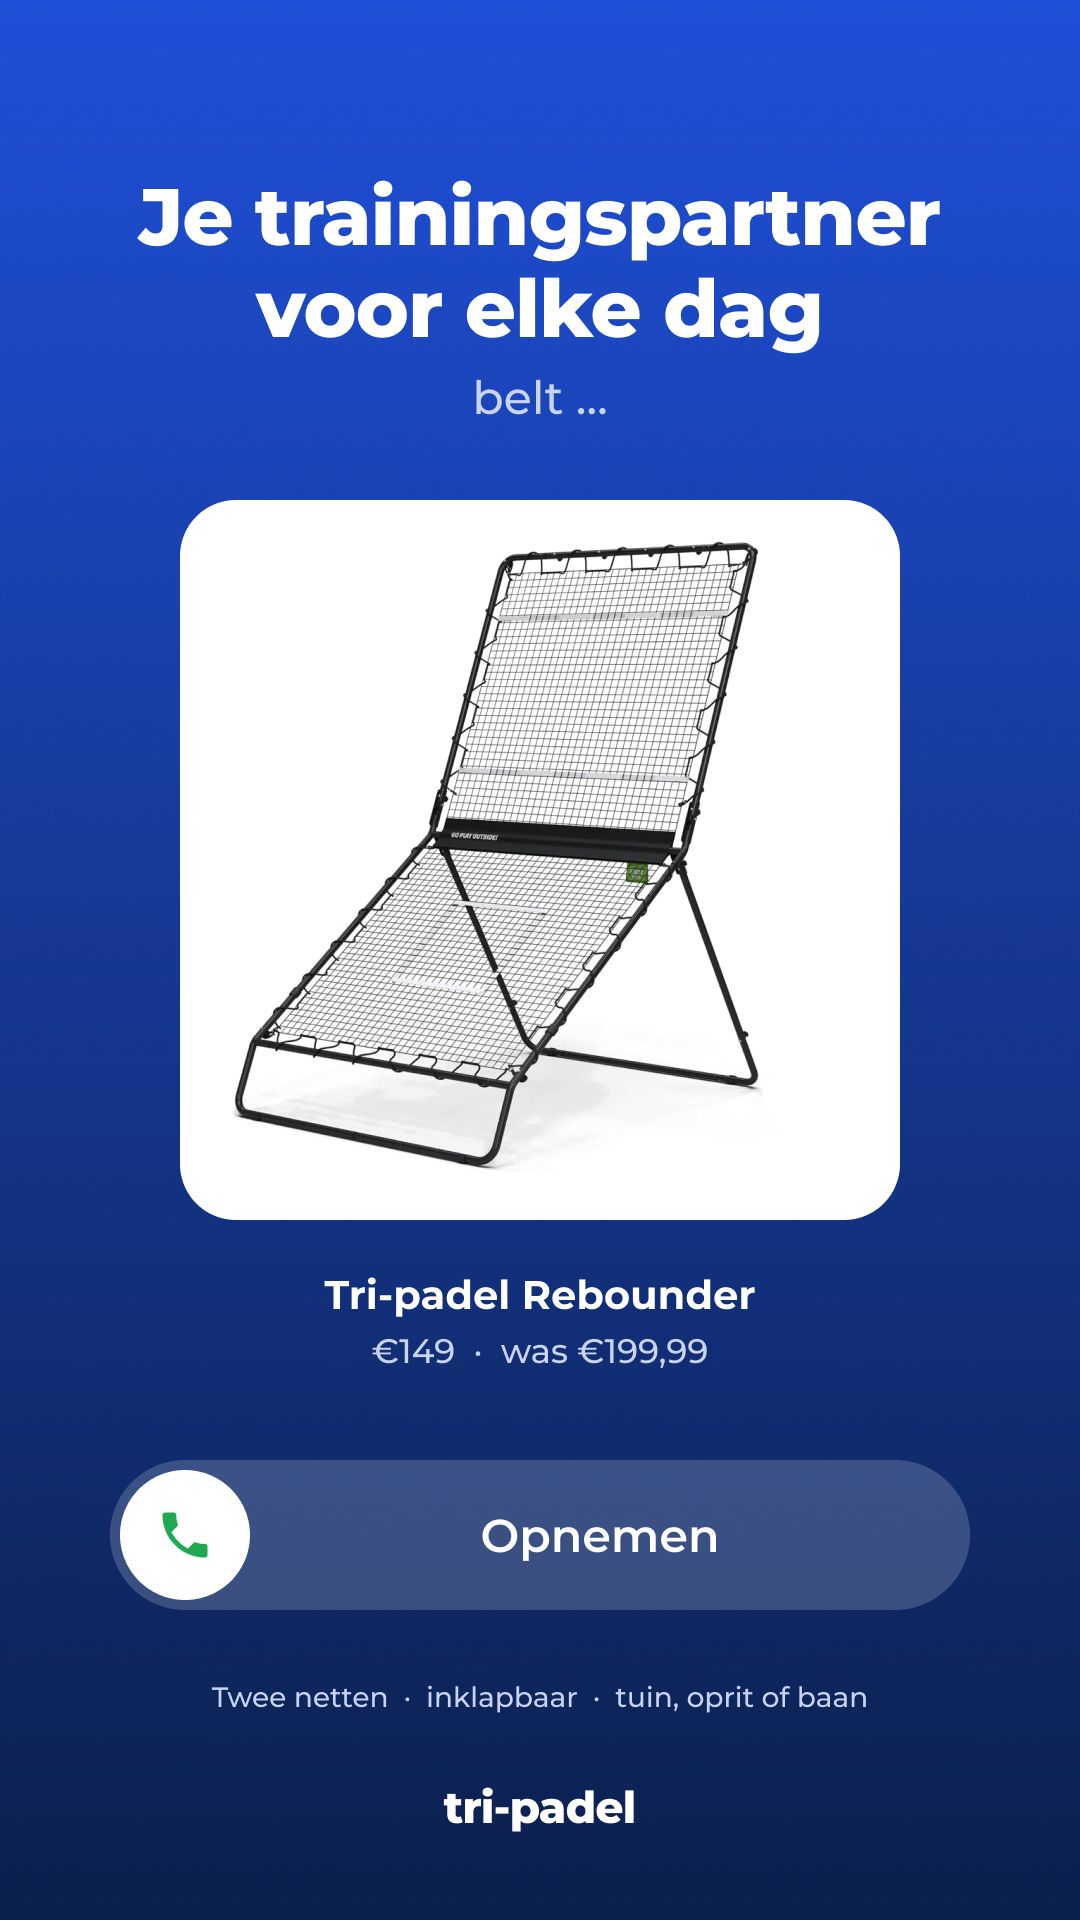 Je trainingspartner
voor elke dag
belt ...
GO PLAY OUTSIDE!
Tri-padel Rebounder
€149 · was €199,99
Opnemen
Twee netten · inklapbaar · tuin, oprit of baan
tri-padel